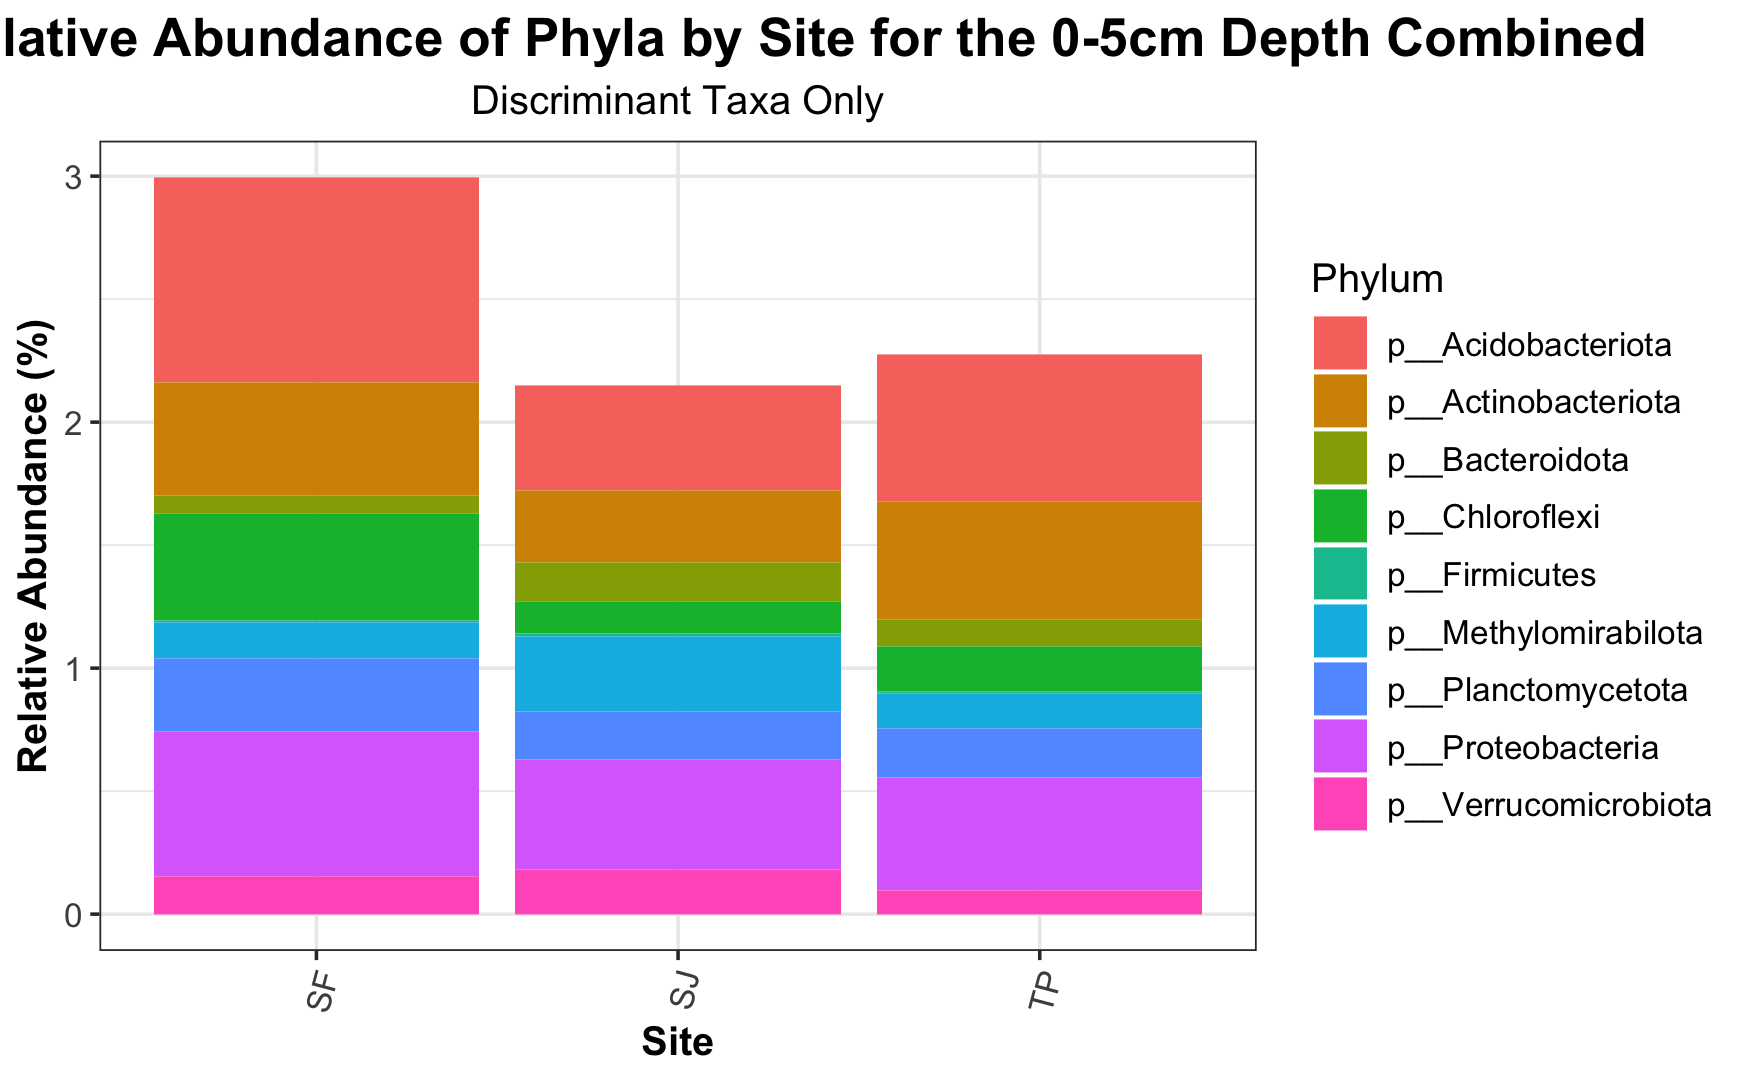 lative Abundance of Phyla by Site for the 0-5cm Depth Combined
Discriminant Taxa Only
Relative Abundance (%)
3
2
1
0
SF
SJ
TP
Site
Phylum
p__Acidobacteriota
p__Actinobacteriota
p__Bacteroidota
p__Chloroflexi
p__Firmicutes
p__Methylomirabilota
p__Planctomycetota
p__Proteobacteria
p__Verrucomicrobiota